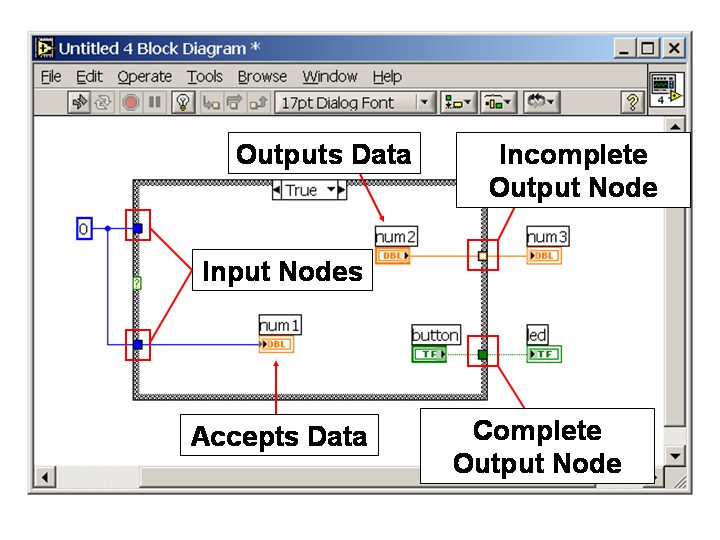 Untitled 4 Block Diagram *
File Edit Operate Tools Browse Window Help
17pt Dialog Font
?
4
Outputs Data
Incomplete
Output Node
True
0
num2
num3
DBL
DBL
Input Nodes
?
num1
DBL
button
led
TF
TF
Accepts Data
Complete
Output Node